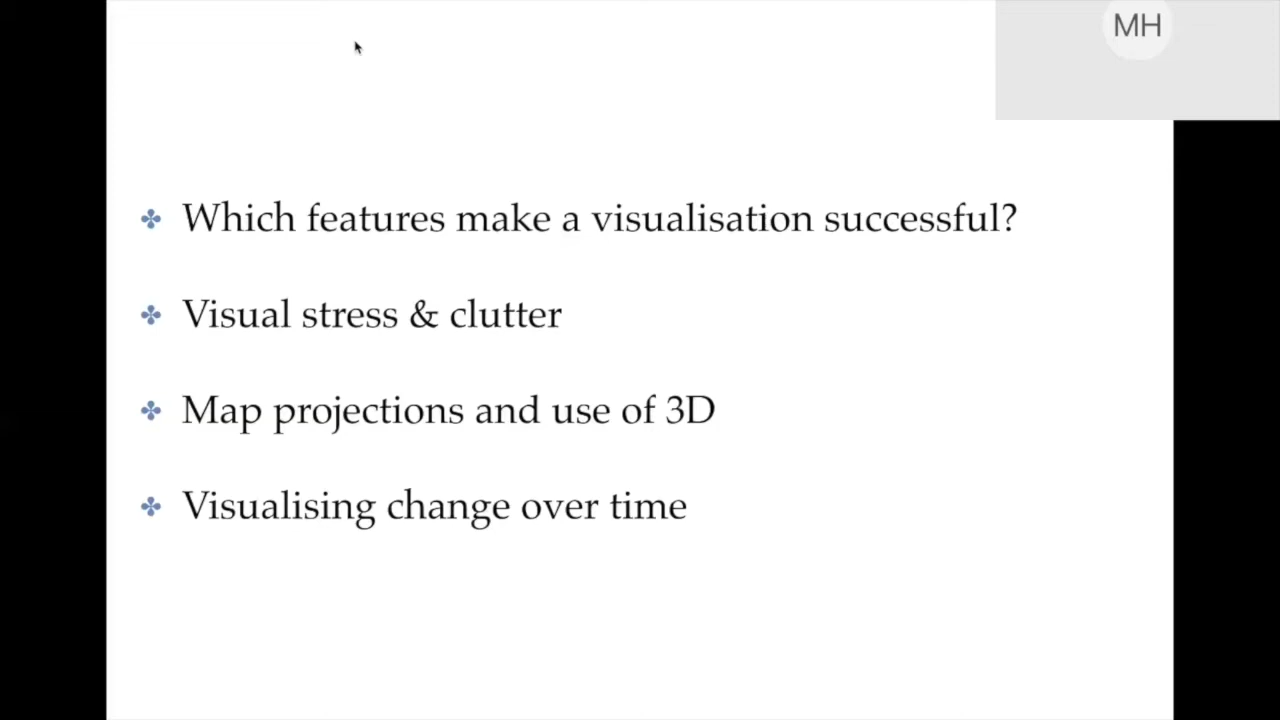 MH
Which features make a visualisation successful?
Visual stress & clutter
Map projections and use of 3D
Visualising change over time